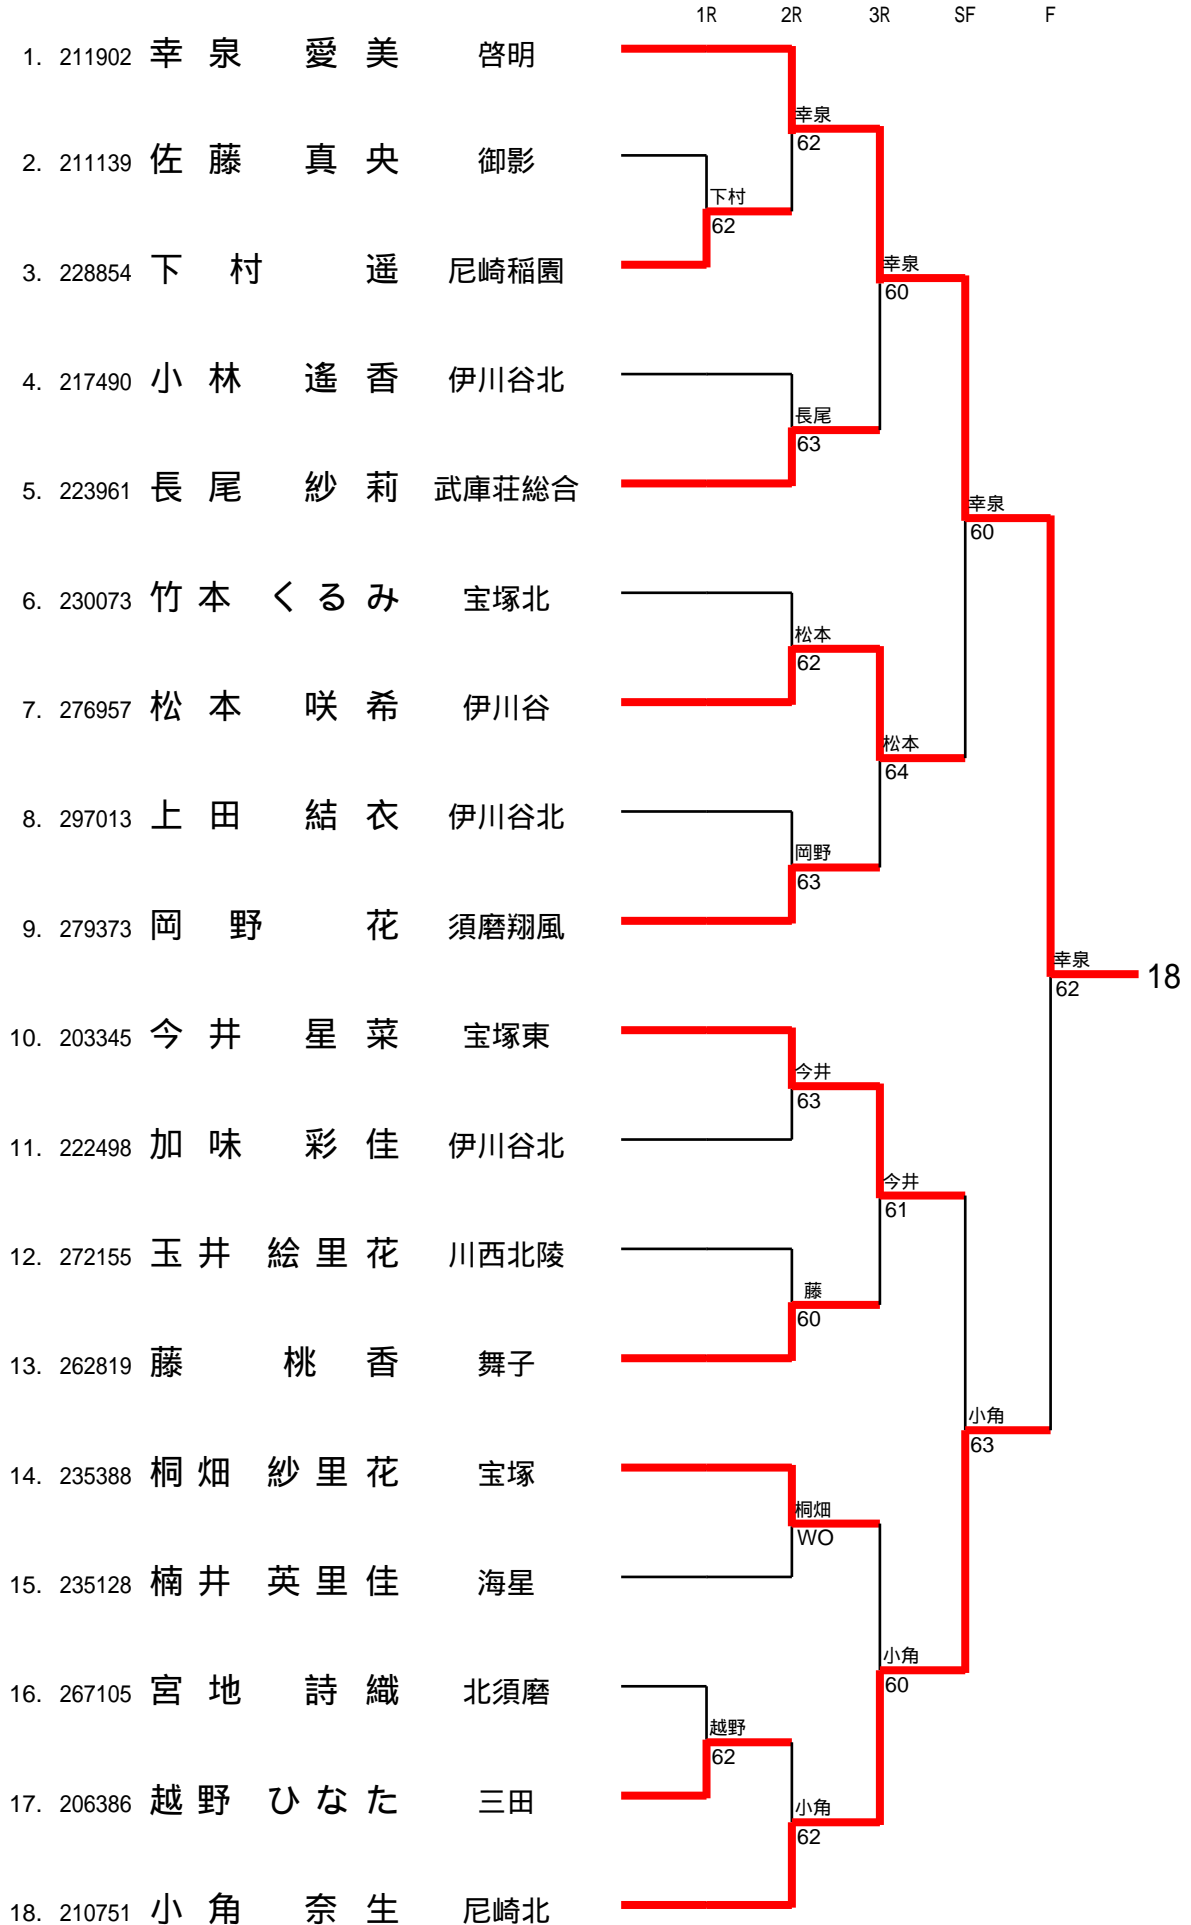 1R 2R 3R SF F
1. 211902 幸泉 愛美 啓明
幸泉
62
2. 211139 佐藤 真央 御影
下村
62
3. 228854 下村 遥 尼崎稲園
幸泉
60
4. 217490 小林 遙香 伊川谷北
長尾
63
5. 223961 長尾 紗莉 武庫荘総合
幸泉
60
6. 230073 竹本 くるみ 宝塚北
松本
62
7. 276957 松本 咲希 伊川谷
松本
64
8. 297013 上田 結衣 伊川谷北
岡野
63
9. 279373 岡野 花 須磨翔風
幸泉
62
18
10. 203345 今井 星菜 宝塚東
今井
63
11. 222498 加味 彩佳 伊川谷北
今井
61
12. 272155 玉井 絵里花 川西北陵
藤
60
13. 262819 藤 桃香 舞子
小角
63
14. 235388 桐畑 紗里花 宝塚
桐畑
WO
15. 235128 楠井 英里佳 海星
小角
60
16. 267105 宮地 詩織 北須磨
越野
62
17. 206386 越野 ひなた 三田
小角
62
18. 210751 小角 奈生 尼崎北